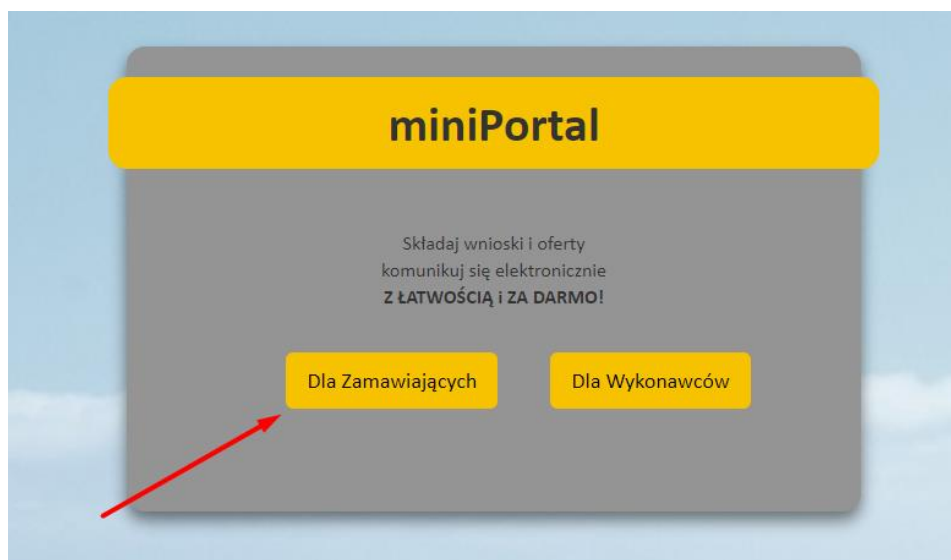 miniPortal
Składaj wnioski i oferty
komunikuj się elektronicznie
Z ŁATWOŚCIĄ i ZA DARMO!
Dla Zamawiających
Dla Wykonawców